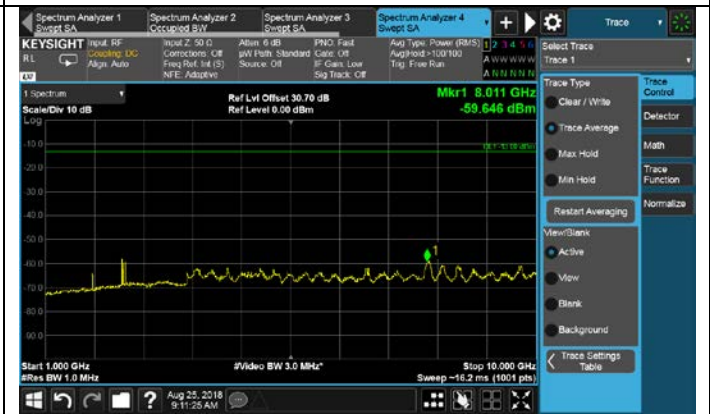 Spectrum Analyzer 1
Swept SA
Spectrum Analyzer 2
Occupied BW
Spectrum Analyzer 3
Swept SA
Spectrum Analyzer 4
Swept SA
Trace
KEYSIGHT
RL
Input: RF
Coupling: DC
Align: Auto
Input Z: 50 Ω
Corrections: Off
Freq Ref: Int (S)
NFE: Adaptive
Atten: 6 dB
µW Path: Standard
Source: Off
PNO: Fast
Gate: Off
IF Gain: Low
Sig Track: Off
Avg Type: Power (RMS)
Avg|Hold:>100/100
Trig: Free Run
1 2 3 4 5 6
A W W W W W
A N N N N N
1 Spectrum
Scale/Div 10 dB
Log
Ref Lvl Offset 30.70 dB
Ref Level 0.00 dBm
Mkr1 8.011 GHz
-59.646 dBm
-10.0
-20.0
-30.0
-40.0
-50.0
-60.0
-70.0
-80.0
-90.0
1
Start 1.000 GHz
#Res BW 1.0 MHz
#Video BW 3.0 MHz*
Stop 10.000 GHz
Sweep ~16.2 ms (1001 pts)
Select Trace
Trace 1
Trace Type
Clear / Write
Trace Average
Max Hold
Min Hold
Restart Averaging
View/Blank
Active
View
Blank
Background
Trace Settings
Table
Trace
Control
Detector
Math
Trace
Function
Normalize
Aug 25, 2018
9:11:25 AM